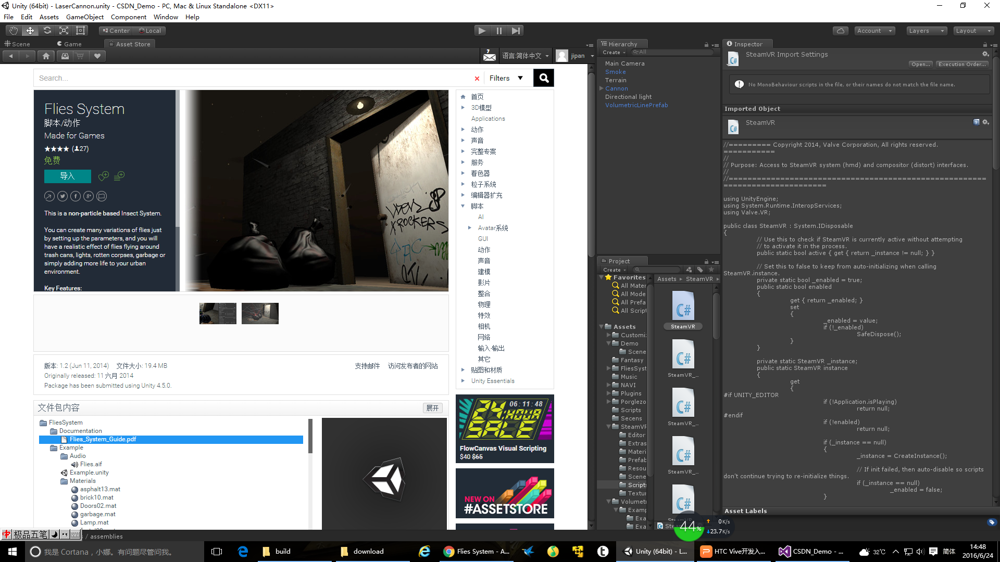 Unity (64bit) - LaserCannon.unity - CSDN_Demo - PC, Mac & Linux Standalone <DX11>
File Edit Assets GameObject Component Window Help
Center Local
Account Layers Layout
Scene Game Asset Store
7
语言:简体中文 jipan
Search... Filters
Flies System
脚本/动作
Made for Games
(27)
免费
导入
This is a non-particle based Insect System.
You can create many variations of flies just
by setting up the parameters, and you will
have a realistic effect of flies flying around
trash cans, lights, rotten corpses, garbage or
simply adding more life to your urban
environment.
Key Features:
首页
3D模型
Applications
动作
声音
完整专案
服务
着色器
粒子系统
编辑器扩充
脚本
AI
Avatar系统
GUI
动作
声音
建模
影片
整合
物理
特效
相机
网络
输入-输出
其它
贴图和材质
Unity Essentials
版本: 1.2 (Jun 11, 2014) 文件大小: 19.4 MB 支持邮件 访问发布者的网站
Originally released: 11 六月 2014
Package has been submitted using Unity 4.5.0.
文件包内容 展开
FliesSystem
Documentation
Flies_System_Guide.pdf
Example
Audio
Flies.aif
Example.unity
Materials
asphalt13.mat
brick10.mat
Doors02.mat
garbage.mat
Lamp.mat
06:11:48
24 HOUR
SALE
FlowCanvas Visual Scripting
$40 $65
NEW ON
#ASSETSTORE
Hierarchy
Create All
Main Camera
Smoke
Terrain
Cannon
Directional light
VolumetricLinePrefab
Project
Create
Favorites
All Mater
All Mode
All Prefa
All Script
Assets
Customi
Demo
Scene
Fantasy
FliesSyst
Music
NAVI
Plugins
Porglezo
Scripts
Secens
SteamVR
Editor
Extras
Materi
Prefab
Resou
Scene
Scripts
Textur
Volumetr
Examp
Exa
Exa
Assets SteamVR
SteamVR
SteamVR_...
SteamVR_...
SteamVR_...
Inspector
SteamVR Import Settings
Open... Execution Order...
No MonoBehaviour scripts in the file, or their names do not match the file name.
Imported Object
SteamVR
//========= Copyright 2014, Valve Corporation, All rights reserved.
===========
//
// Purpose: Access to SteamVR system (hmd) and compositor (distort) interfaces.
//
//=======================================================
======================
using UnityEngine;
using System.Runtime.InteropServices;
using Valve.VR;
public class SteamVR : System.IDisposable
{
// Use this to check if SteamVR is currently active without attempting
// to activate it in the process.
public static bool active { get { return _instance != null; } }
// Set this to false to keep from auto-initializing when calling
SteamVR.instance.
private static bool _enabled = true;
public static bool enabled
{
get { return _enabled; }
set
{
_enabled = value;
if (!_enabled)
SafeDispose();
}
}
private static SteamVR _instance;
public static SteamVR instance
{
get
{
#if UNITY_EDITOR
if (!Application.isPlaying)
return null;
#endif
if (!enabled)
return null;
if (_instance == null)
{
_instance = CreateInstance();
// If init failed, then auto-disable so scripts
don't continue trying to re-initialize things.
if (_instance == null)
_enabled = false;
}
Asset Labels
44%
0K/s
23.7K/s
中 极品五笔
/ assemblies
我是 Cortana，小娜。有问题尽管问我。
build
download
Flies System - A...
Unity (64bit) - L...
HTC Vive开发入...
CSDN_Demo - ...
32℃
简体
14:48
2016/6/24